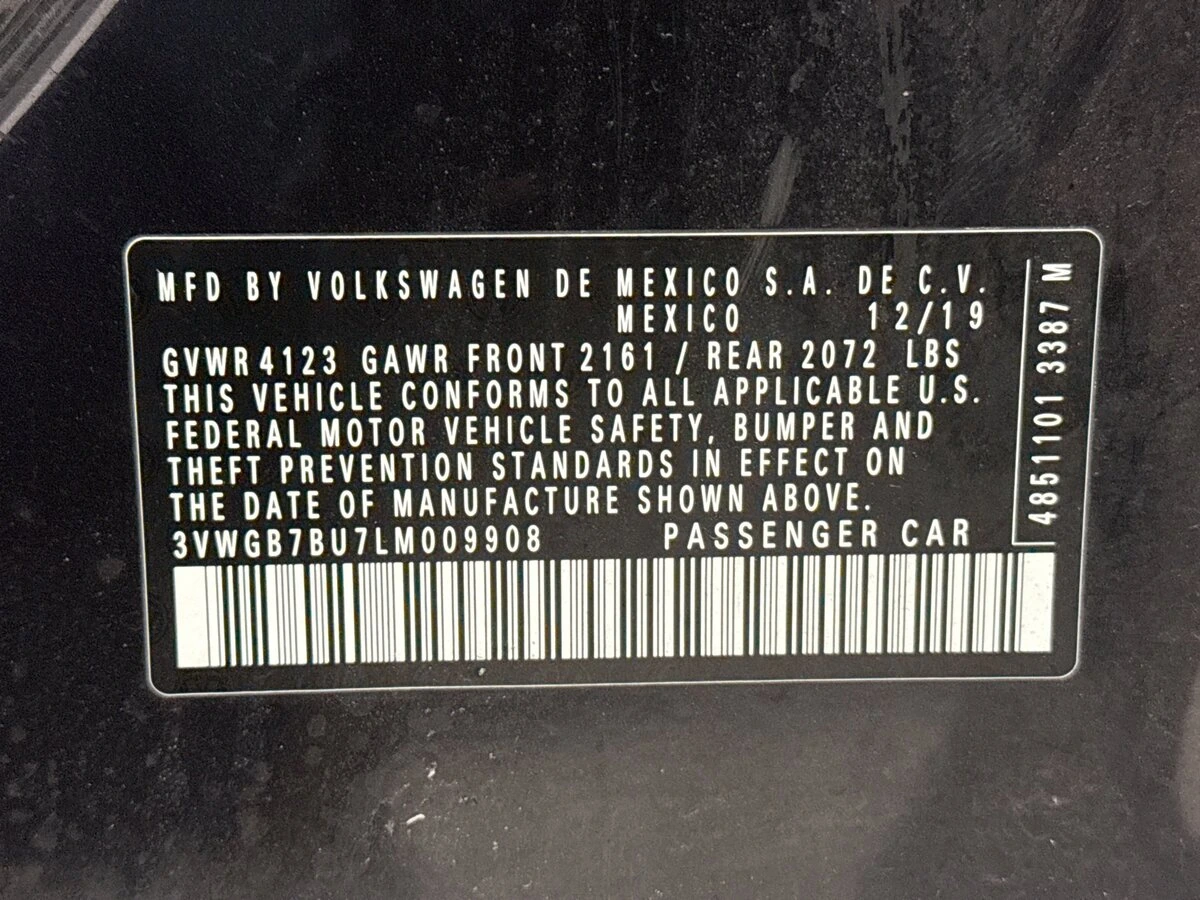 MFD BY VOLKSWAGEN DE MEXICO S.A. DE C.V.
MEXICO 12/19
GVWR 4123 GAWR FRONT 2161 / REAR 2072 LBS
THIS VEHICLE CONFORMS TO ALL APPLICABLE U.S.
FEDERAL MOTOR VEHICLE SAFETY, BUMPER AND
THEFT PREVENTION STANDARDS IN EFFECT ON
THE DATE OF MANUFACTURE SHOWN ABOVE.
3VWGB7BU7LM009908 PASSENGER CAR
4851101 3387 M